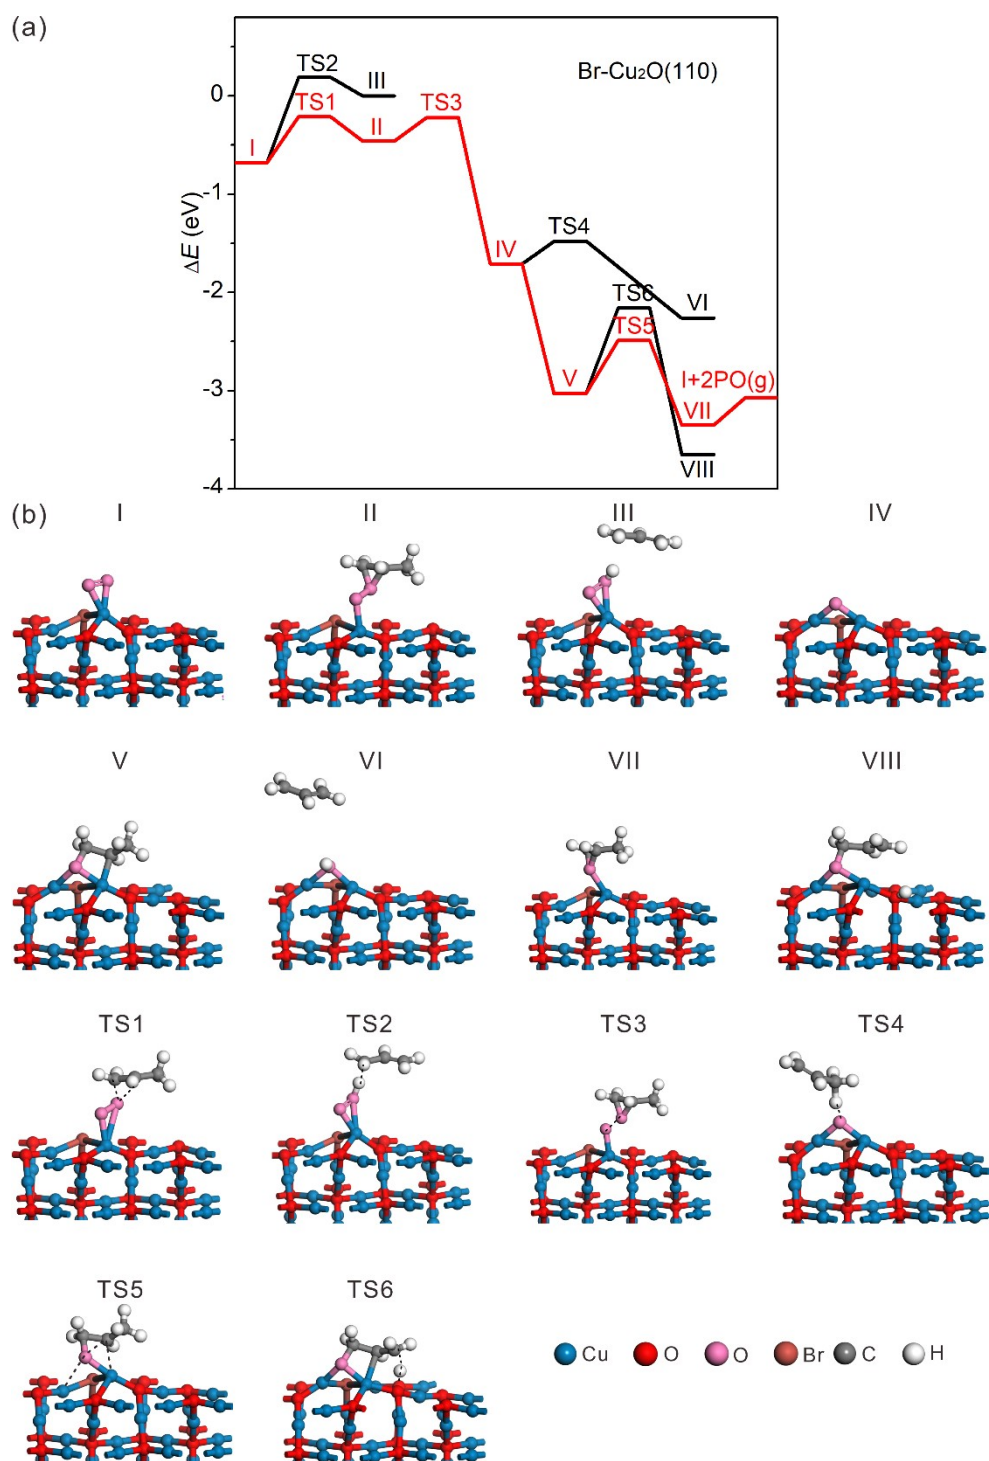 (a)
Br-Cu₂O(110)
ΔE (eV)
0
-1
-2
-3
-4
TS2
III
TS1
II
TS3
I
IV
TS4
VI
TS6
TS5
V
I+2PO(g)
VII
VIII
(b)
I II III IV
V VI VII VIII
TS1 TS2 TS3 TS4
TS5 TS6
Cu O O Br C H